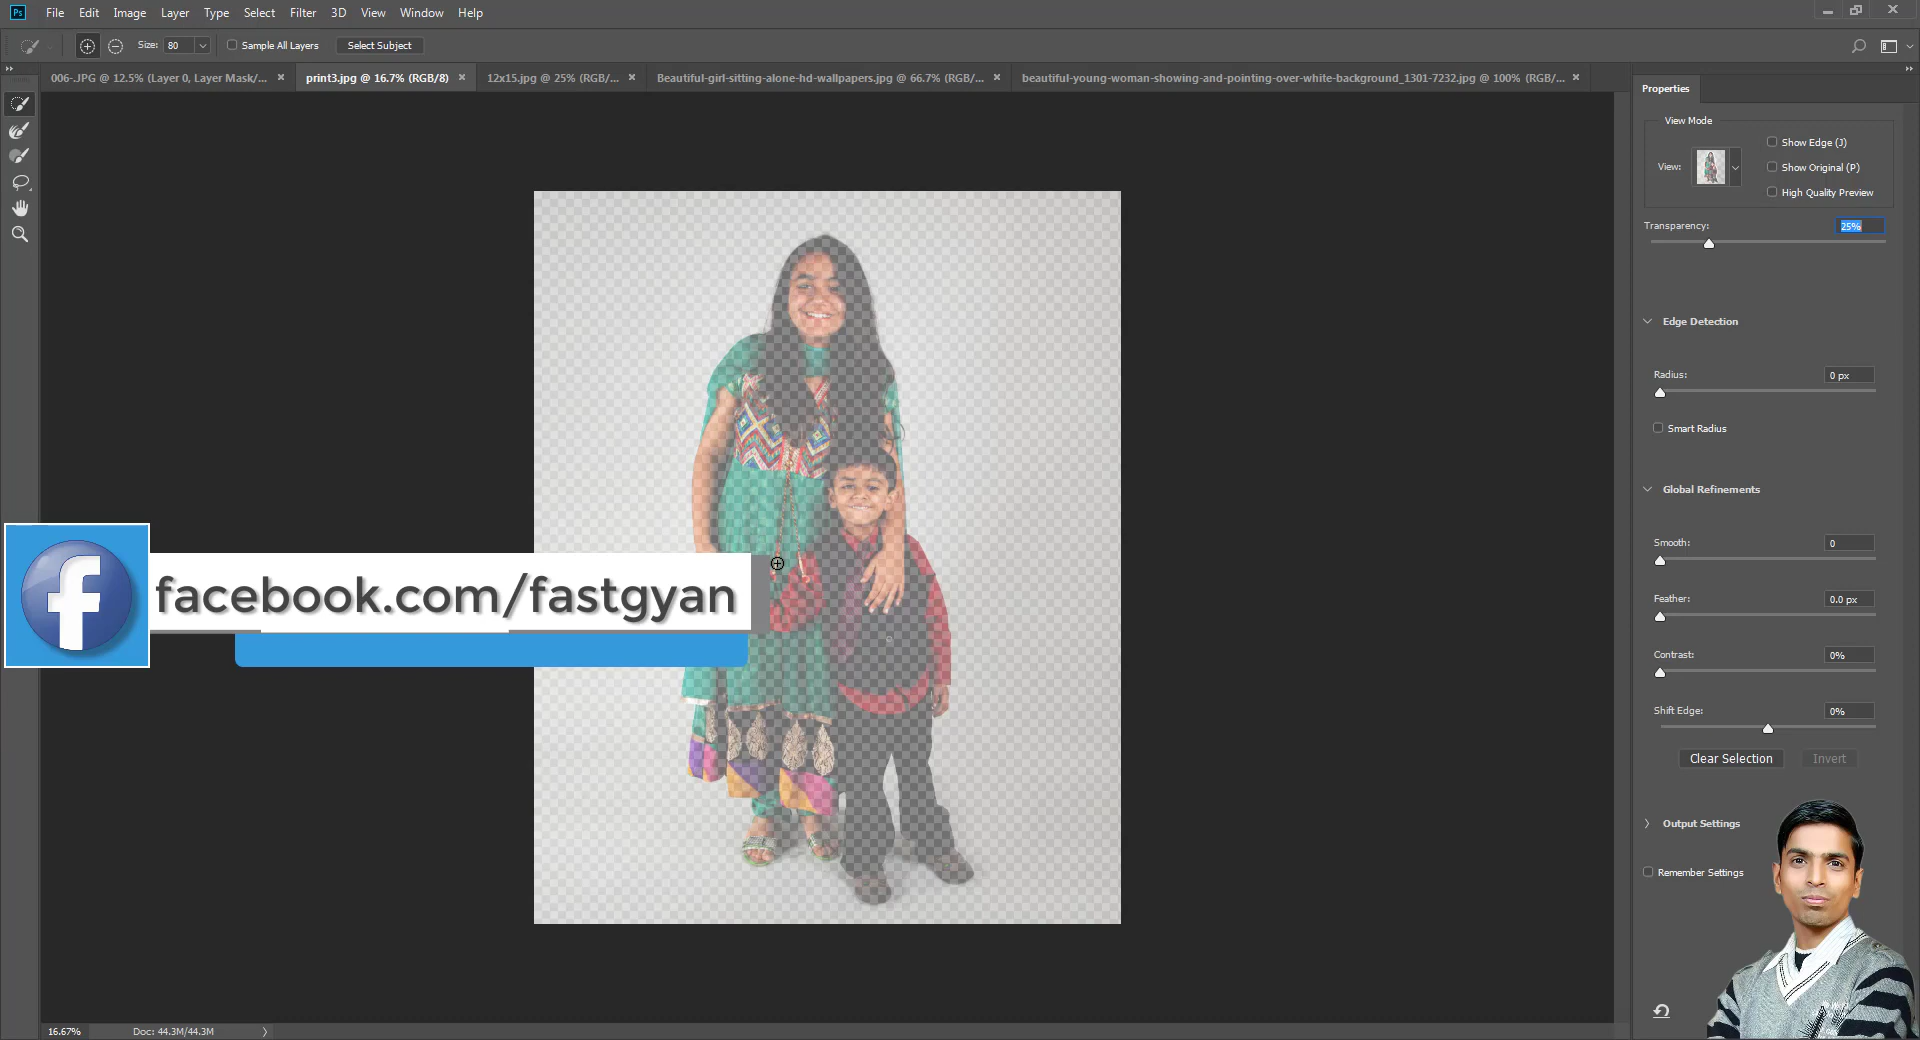 Ps File Edit Image Layer Type Select Filter 3D View Window Help
Size: 80 Sample All Layers Select Subject
006-.JPG @ 12.5% (Layer 0, Layer Mask/... × print3.jpg @ 16.7% (RGB/8) × 12x15.jpg @ 25% (RGB/... × Beautiful-girl-sitting-alone-hd-wallpapers.jpg @ 66.7% (RGB/... × beautiful-young-woman-showing-and-pointing-over-white-background_1301-7232.jpg @ 100% (RGB/... ×
Properties
View Mode
Show Edge (J)
View:
Show Original (P)
High Quality Preview
Transparency: 25%
Edge Detection
Radius: 0 px
Smart Radius
Global Refinements
Smooth: 0
f facebook.com/fastgyan
Feather: 0.0 px
Contrast: 0%
Shift Edge: 0%
Clear Selection Invert
Output Settings
Remember Settings
16.67% Doc: 44.3M/44.3M